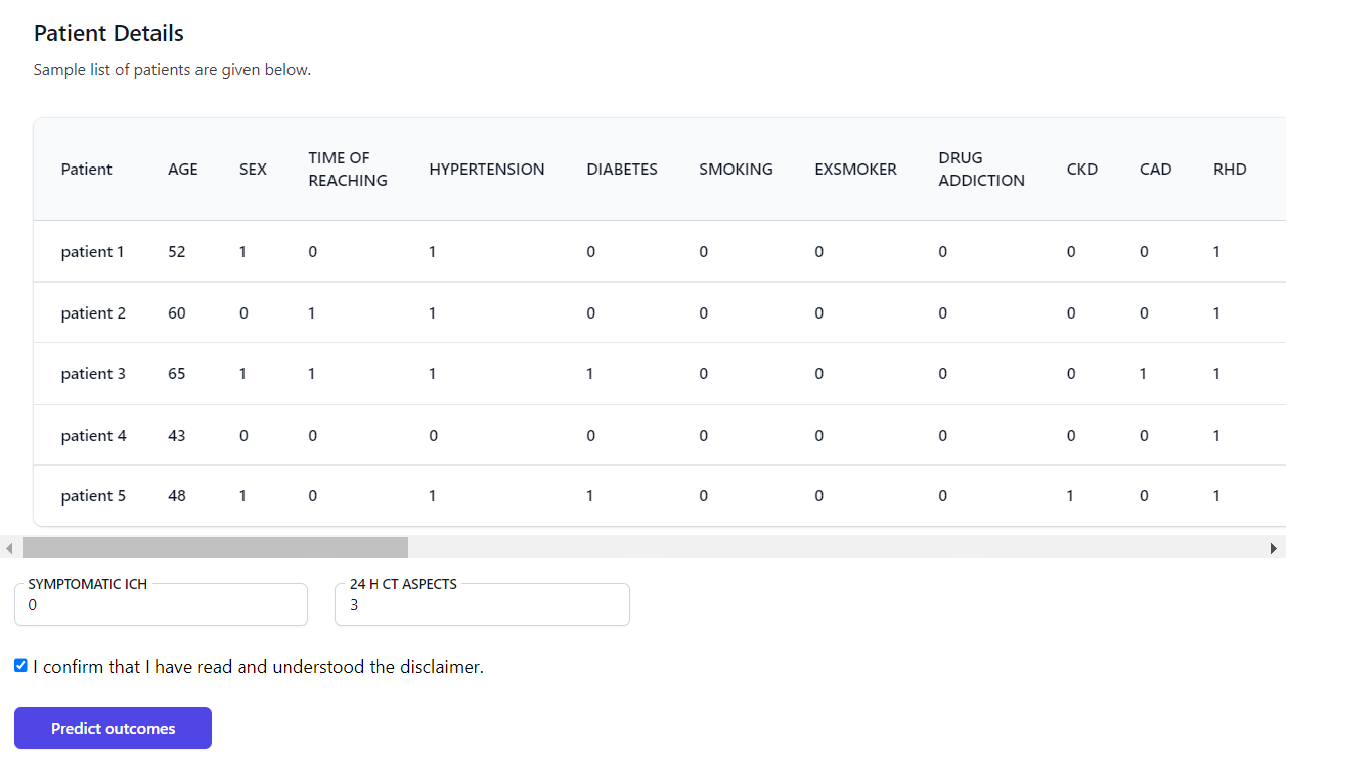 Patient Details
Sample list of patients are given below.
Patient AGE SEX TIME OF REACHING HYPERTENSION DIABETES SMOKING EXSMOKER DRUG ADDICTION CKD CAD RHD
patient 1 52 1 0 1 0 0 0 0 0 0 1
patient 2 60 0 1 1 0 0 0 0 0 0 1
patient 3 65 1 1 1 1 0 0 0 0 1 1
patient 4 43 0 0 0 0 0 0 0 0 0 1
patient 5 48 1 0 1 1 0 0 0 1 0 1
SYMPTOMATIC ICH 24 H CT ASPECTS
0 3
I confirm that I have read and understood the disclaimer.
Predict outcomes